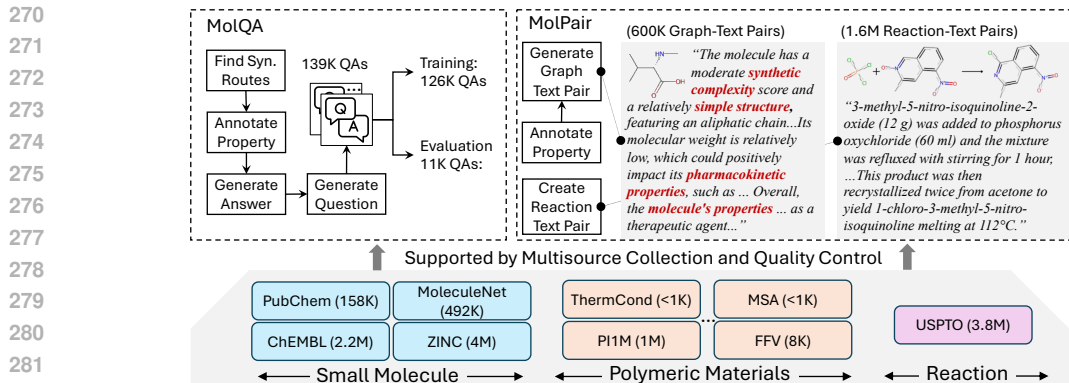 270
271
272
273
274
275
276
277
278
279
280
281
MolQA
Find Syn.
Routes
Annotate
Property
Generate
Answer
Generate
Question
139K QAs
Q
A
Training:
126K QAs
Evaluation
11K QAs:
MolPair
Generate
Graph
Text Pair
Annotate
Property
Create
Reaction
Text Pair
(600K Graph-Text Pairs)
“The molecule has a
moderate synthetic
complexity score and
a relatively simple structure,
featuring an aliphatic chain...Its
molecular weight is relatively
low, which could positively
impact its pharmacokinetic
properties, such as ... Overall,
the molecule's properties ... as a
therapeutic agent...”
(1.6M Reaction-Text Pairs)
“3-methyl-5-nitro-isoquinoline-2-
oxide (12 g) was added to phosphorus
oxychloride (60 ml) and the mixture
was refluxed with stirring for 1 hour,
...This product was then
recrystallized twice from acetone to
yield 1-chloro-3-methyl-5-nitro-
isoquinoline melting at 112°C.”
Supported by Multisource Collection and Quality Control
PubChem (158K)
MoleculeNet
(492K)
ChEMBL (2.2M)
ZINC (4M)
ThermCond (<1K)
MSA (<1K)
...
PI1M (1M)
FFV (8K)
USPTO (3.8M)
Small Molecule
Polymeric Materials
Reaction